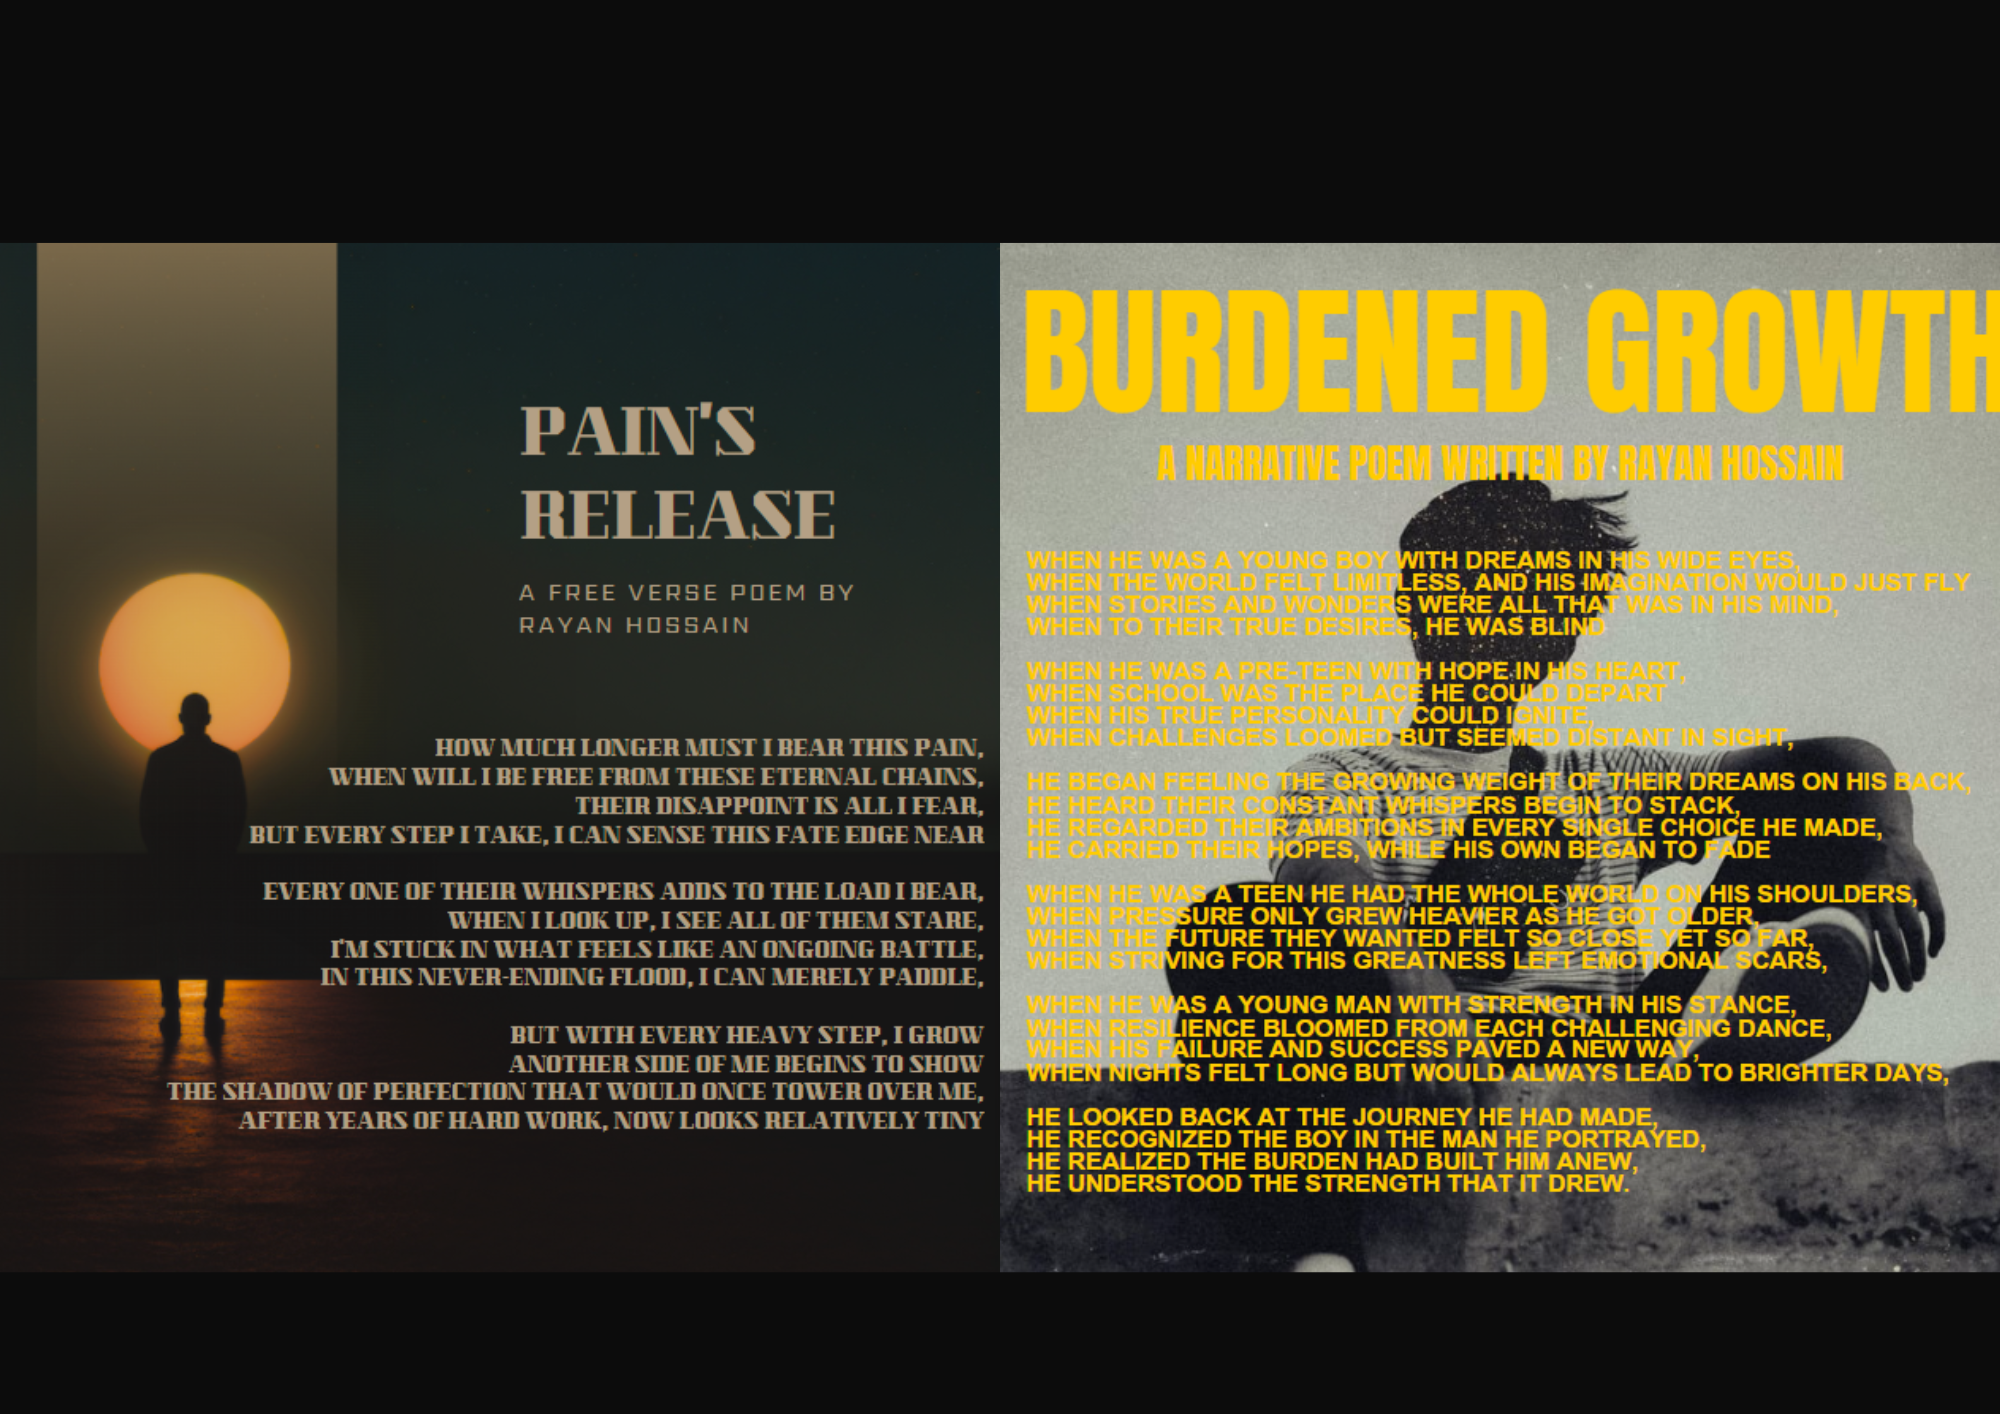 PAIN'S
RELEASE
A FREE VERSE POEM BY
RAYAN HOSSAIN
HOW MUCH LONGER MUST I BEAR THIS PAIN,
WHEN WILL I BE FREE FROM THESE ETERNAL CHAINS,
THEIR DISAPPOINT IS ALL I FEAR,
BUT EVERY STEP I TAKE, I CAN SENSE THIS FATE EDGE NEAR
EVERY ONE OF THEIR WHISPERS ADDS TO THE LOAD I BEAR,
WHEN I LOOK UP, I SEE ALL OF THEM STARE,
I'M STUCK IN WHAT FEELS LIKE AN ONGOING BATTLE,
IN THIS NEVER-ENDING FLOOD, I CAN MERELY PADDLE,
BUT WITH EVERY HEAVY STEP, I GROW
ANOTHER SIDE OF ME BEGINS TO SHOW
THE SHADOW OF PERFECTION THAT WOULD ONCE TOWER OVER ME,
AFTER YEARS OF HARD WORK, NOW LOOKS RELATIVELY TINY
BURDENED GROWTH
A NARRATIVE POEM WRITTEN BY RAYAN HOSSAIN
WHEN HE WAS A YOUNG BOY WITH DREAMS IN HIS WIDE EYES,
WHEN THE WORLD FELT LIMITLESS, AND HIS IMAGINATION WOULD JUST FLY
WHEN STORIES AND WONDERS WERE ALL THAT WAS IN HIS MIND,
WHEN TO THEIR TRUE DESIRES, HE WAS BLIND
WHEN HE WAS A PRE-TEEN WITH HOPE IN HIS HEART,
WHEN SCHOOL WAS THE PLACE HE COULD DEPART
WHEN HIS TRUE PERSONALITY COULD IGNITE,
WHEN CHALLENGES LOOMED BUT SEEMED DISTANT IN SIGHT,
HE BEGAN FEELING THE GROWING WEIGHT OF THEIR DREAMS ON HIS BACK,
HE HEARD THEIR CONSTANT WHISPERS BEGIN TO STACK,
HE REGARDED THEIR AMBITIONS IN EVERY SINGLE CHOICE HE MADE,
HE CARRIED THEIR HOPES, WHILE HIS OWN BEGAN TO FADE
WHEN HE WAS A TEEN HE HAD THE WHOLE WORLD ON HIS SHOULDERS,
WHEN PRESSURE ONLY GREW HEAVIER AS HE GOT OLDER,
WHEN THE FUTURE THEY WANTED FELT SO CLOSE YET SO FAR,
WHEN STRIVING FOR THIS GREATNESS LEFT EMOTIONAL SCARS,
WHEN HE WAS A YOUNG MAN WITH STRENGTH IN HIS STANCE,
WHEN RESILIENCE BLOOMED FROM EACH CHALLENGING DANCE,
WHEN HIS FAILURE AND SUCCESS PAVED A NEW WAY,
WHEN NIGHTS FELT LONG BUT WOULD ALWAYS LEAD TO BRIGHTER DAYS,
HE LOOKED BACK AT THE JOURNEY HE HAD MADE,
HE RECOGNIZED THE BOY IN THE MAN HE PORTRAYED,
HE REALIZED THE BURDEN HAD BUILT HIM ANEW,
HE UNDERSTOOD THE STRENGTH THAT IT DREW.